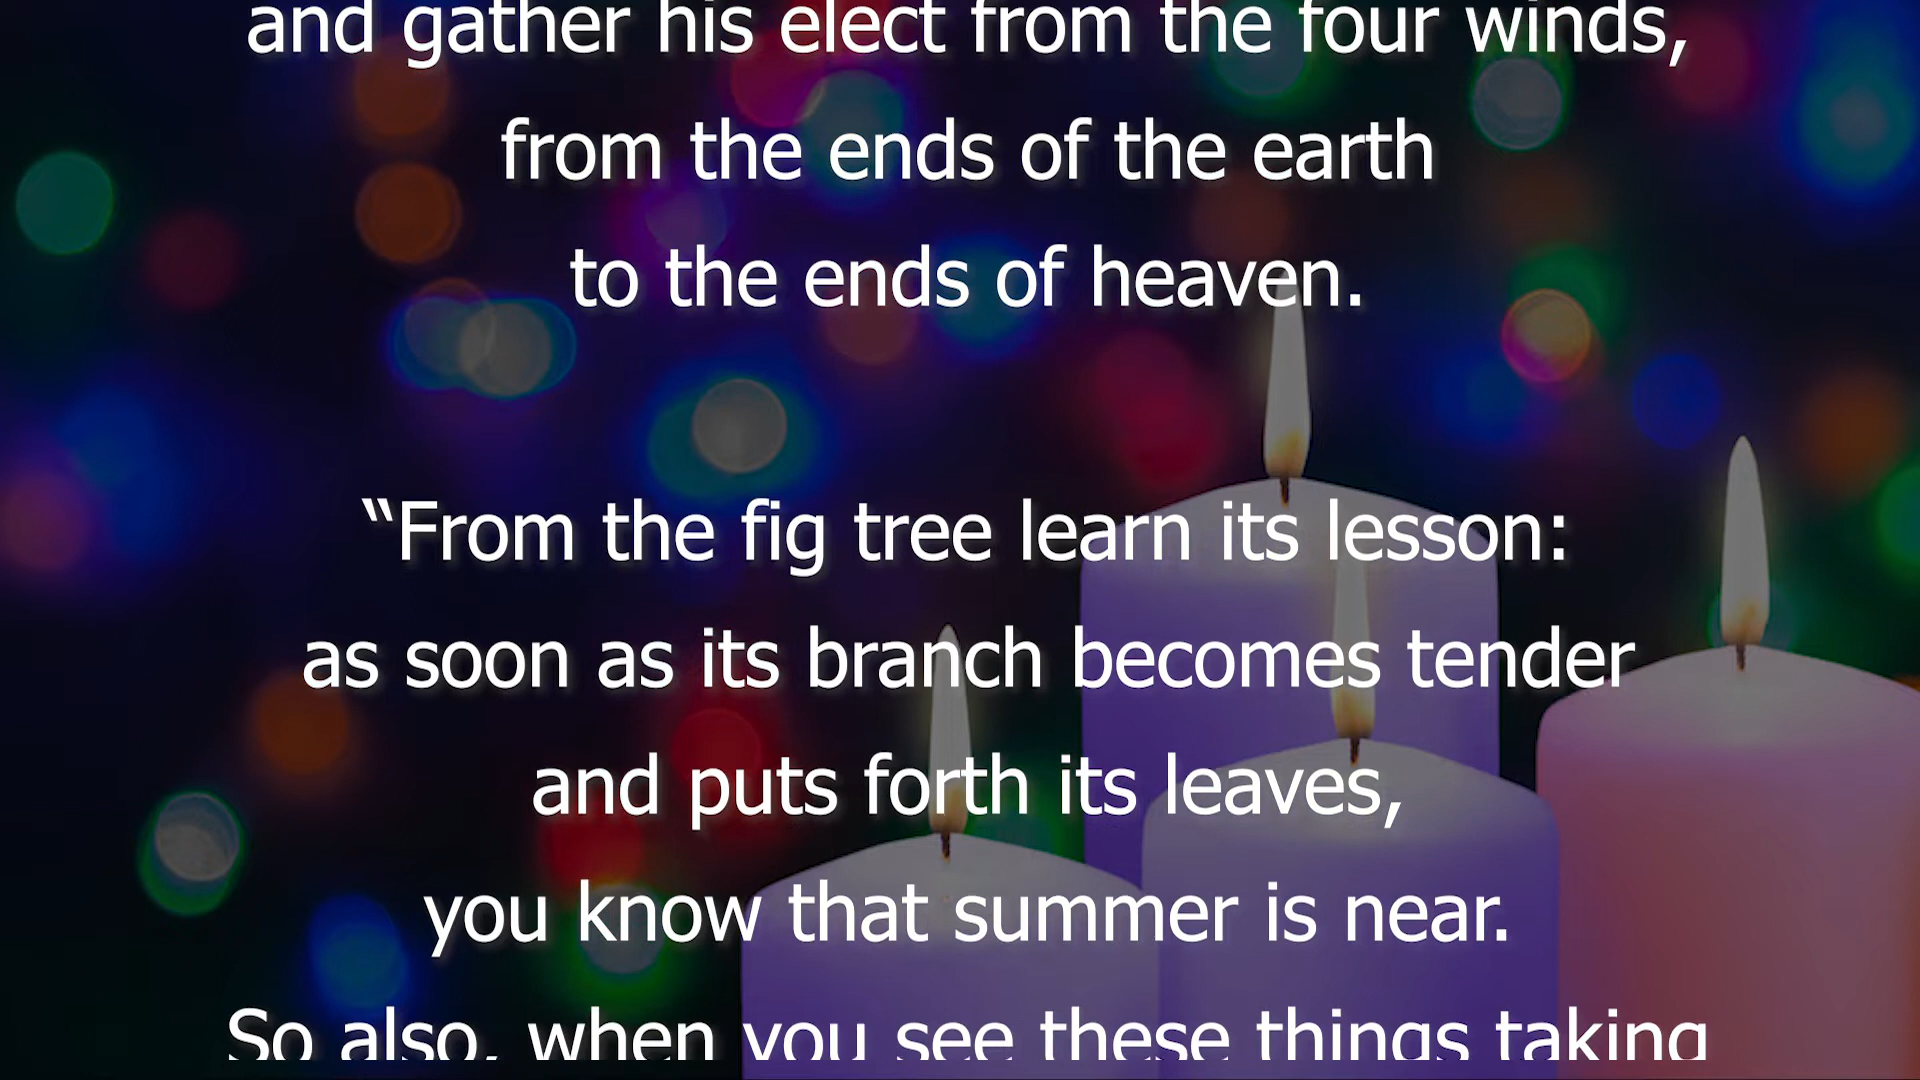 and gather his elect from the four winds,
from the ends of the earth
to the ends of heaven.
“From the fig tree learn its lesson:
as soon as its branch becomes tender
and puts forth its leaves,
you know that summer is near.
So also, when you see these things taking